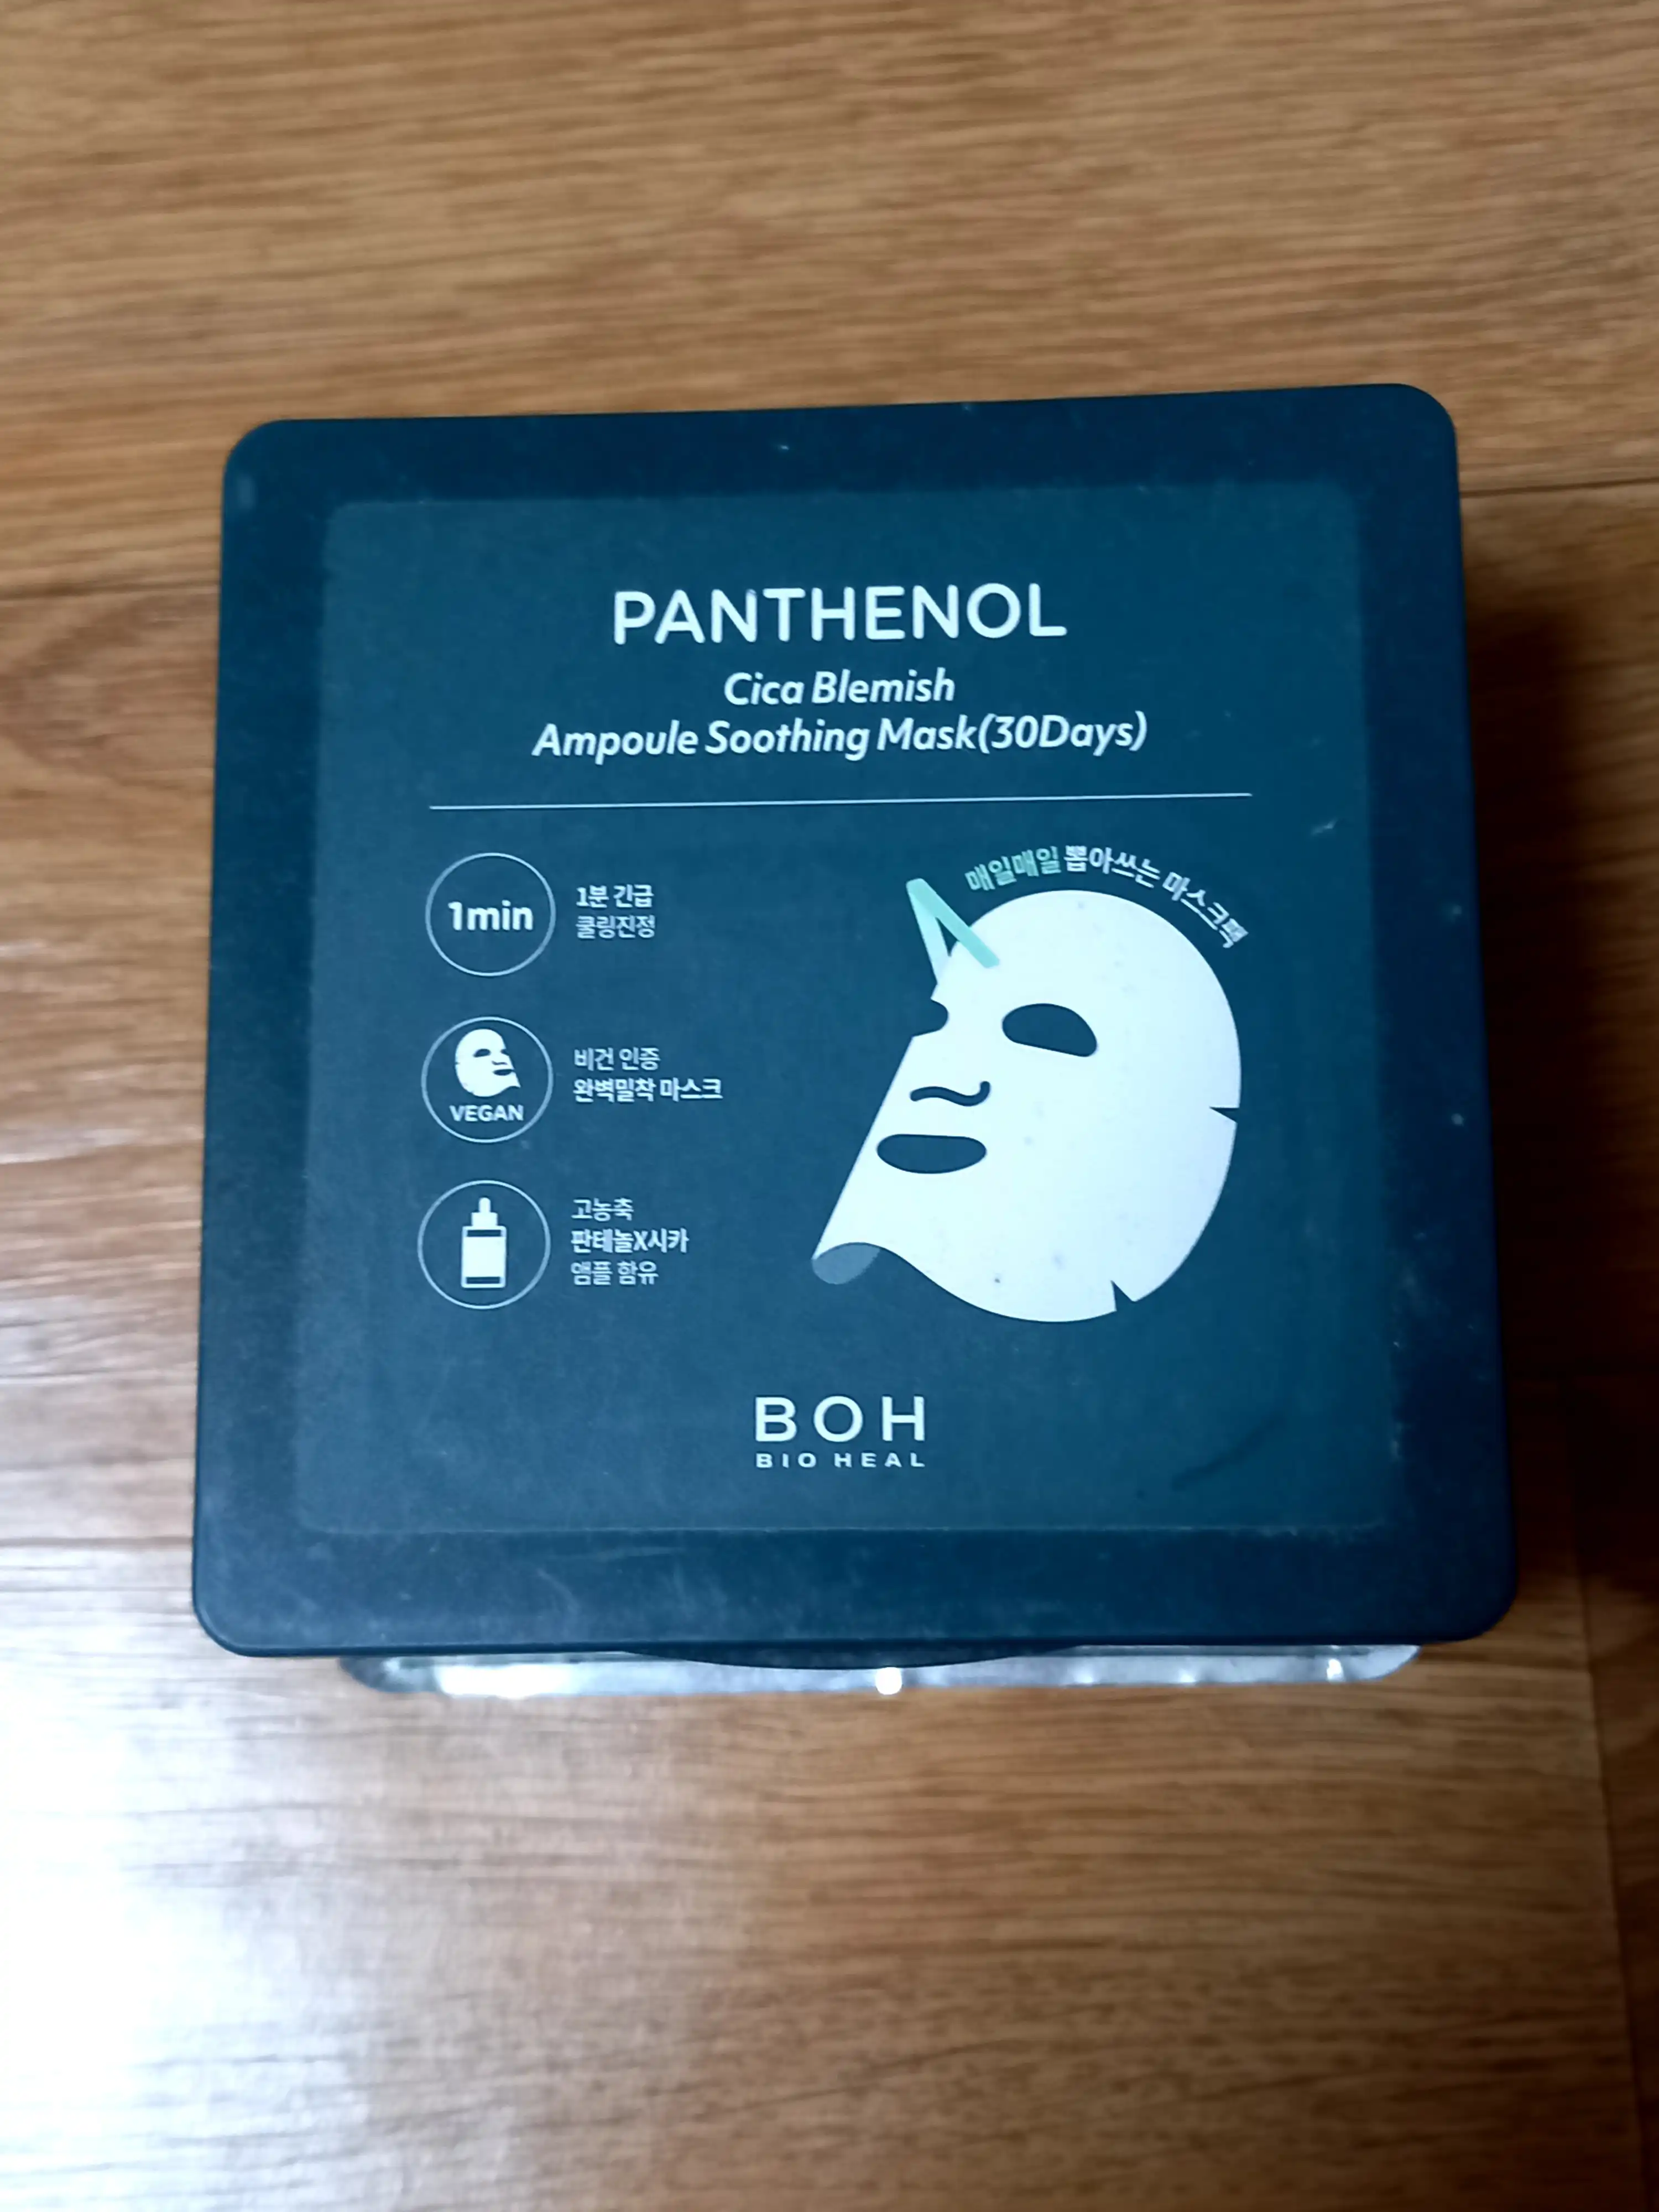 PANTHENOL
Cica Blemish
Ampoule Soothing Mask(30Days)
매일매일 뽑아쓰는 마스크팩
1min
1분 긴급
쿨링진정
VEGAN
비건 인증
완벽밀착 마스크
고농축
판테놀X시카
앰플 함유
BOH
BIO HEAL